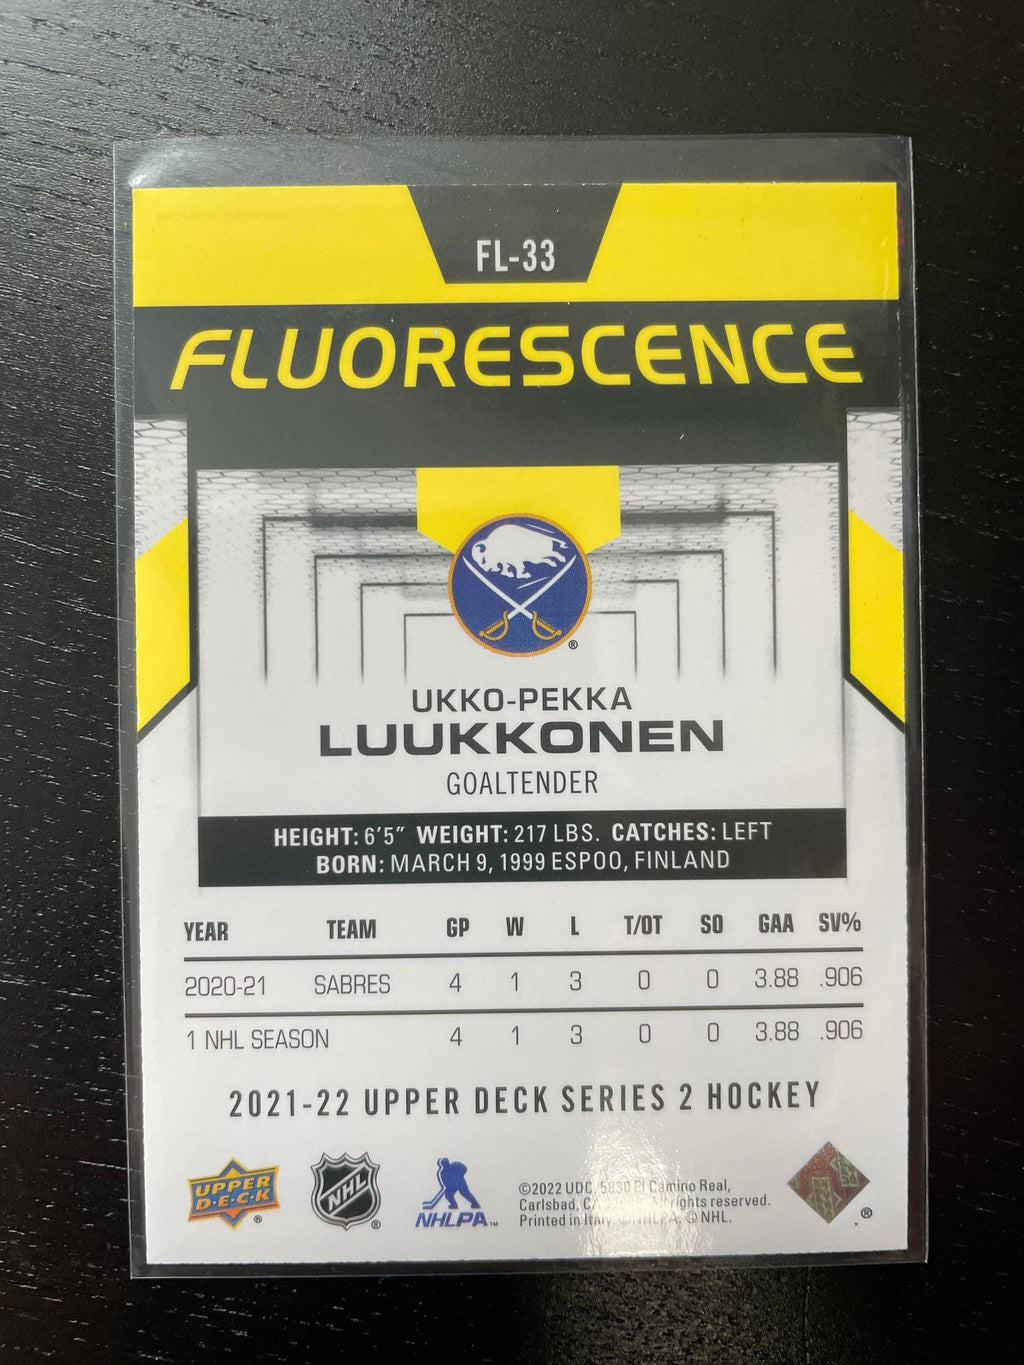 FL-33
FLUORESCENCE
®
UKKO-PEKKA
LUUKKONEN
GOALTENDER
HEIGHT: 6'5" WEIGHT: 217 LBS. CATCHES: LEFT
BORN: MARCH 9, 1999 ESPOO, FINLAND
YEAR TEAM GP W L T/OT SO GAA SV%
2020-21 SABRES 4 1 3 0 0 3.88 .906
1 NHL SEASON 4 1 3 0 0 3.88 .906
2021-22 UPPER DECK SERIES 2 HOCKEY
UPPER
D·E·C·K
®
NHL
®
NHLPA™
©2022 UDC, 5830 El Camino Real,
Carlsbad, rights reserved.
Printed in Italy. ©NHLPA. © NHL.
®